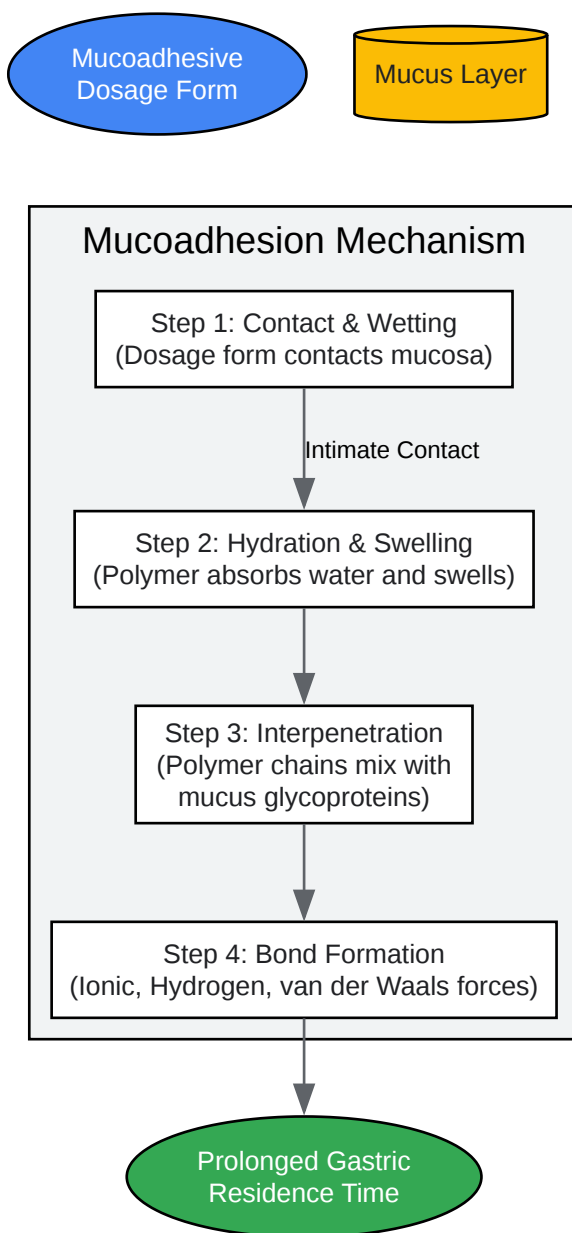 Mucoadhesive
Dosage Form
Mucus Layer
Mucoadhesion Mechanism
Step 1: Contact & Wetting
(Dosage form contacts mucosa)
Intimate Contact
Step 2: Hydration & Swelling
(Polymer absorbs water and swells)
Step 3: Interpenetration
(Polymer chains mix with
mucus glycoproteins)
Step 4: Bond Formation
(Ionic, Hydrogen, van der Waals forces)
Prolonged Gastric
Residence Time